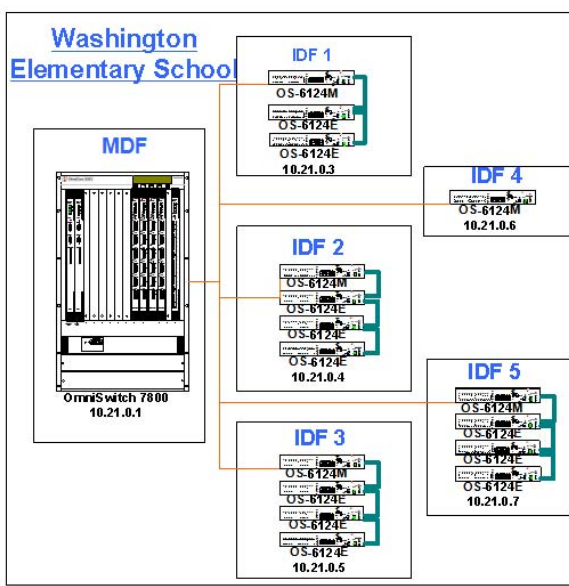 Washington
Elementary School
MDF
OmniSwitch 7800
10.21.0.1
IDF 1
OS-6124M
OS-6124E
OS-6124E
10.21.0.3
IDF 4
OS-6124M
10.21.0.6
IDF 2
OS-6124M
OS-6124E
OS-6124E
OS-6124E
10.21.0.4
IDF 5
OS-6124M
OS-6124E
OS-6124E
OS-6124E
10.21.0.7
IDF 3
OS-6124M
OS-6124E
OS-6124E
OS-6124E
10.21.0.5